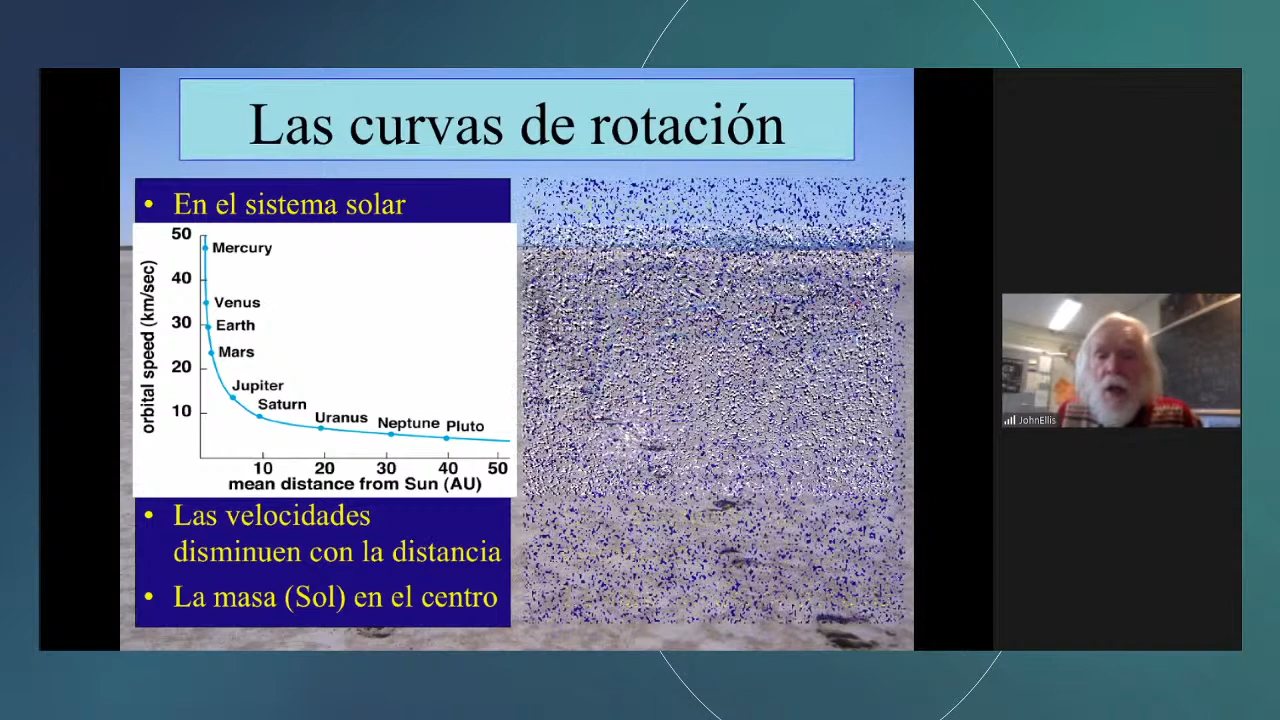 Las curvas de rotación
• En el sistema solar
50
Mercury
40
Venus
30
Earth
Mars
20
Jupiter
Saturn
10
Uranus
Neptune
Pluto
orbital speed (km/sec)
10 20 30 40 50
mean distance from Sun (AU)
• Las velocidades
disminuen con la distancia
• La masa (Sol) en el centro
JohnEllis